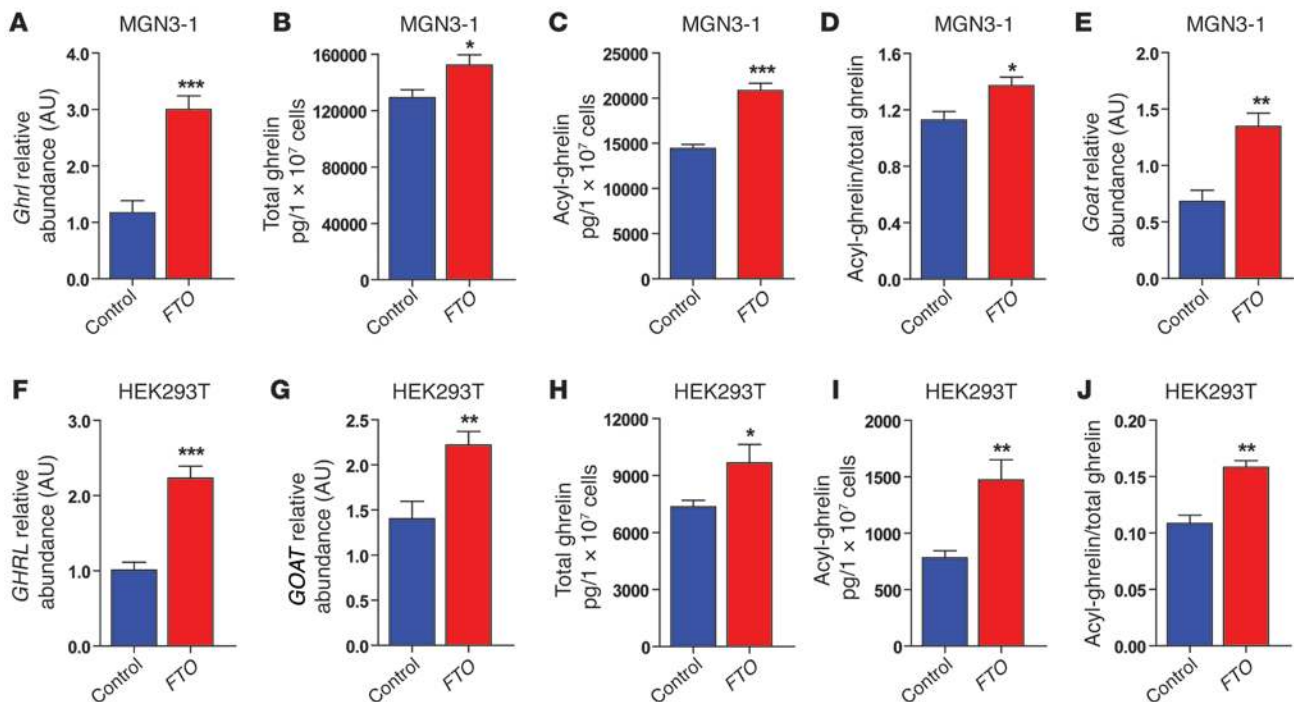 A MGN3-1
Ghrl relative
abundance (AU)
4.0
3.0
2.0
1.0
0.0
***
Control
FTO
B MGN3-1
Total ghrelin
pg/1 × 10⁷ cells
160000
120000
80000
40000
0
*
Control
FTO
C MGN3-1
Acyl-ghrelin
pg/1 × 10⁷ cells
25000
20000
15000
10000
5000
0
***
Control
FTO
D MGN3-1
Acyl-ghrelin/total ghrelin
1.6
1.2
0.8
0.4
0.0
*
Control
FTO
E MGN3-1
Goat relative
abundance (AU)
2.0
1.5
1.0
0.5
0.0
**
Control
FTO
F HEK293T
GHRL relative
abundance (AU)
3.0
2.0
1.0
0.0
***
Control
FTO
G HEK293T
GOAT relative
abundance (AU)
2.5
2.0
1.5
1.0
0.5
0.0
**
Control
FTO
H HEK293T
Total ghrelin
pg/1 × 10⁷ cells
12000
9000
6000
3000
0
*
Control
FTO
I HEK293T
Acyl-ghrelin
pg/1 × 10⁷ cells
2000
1500
1000
500
0
**
Control
FTO
J HEK293T
Acyl-ghrelin/total ghrelin
0.20
0.15
0.10
0.05
0.00
**
Control
FTO